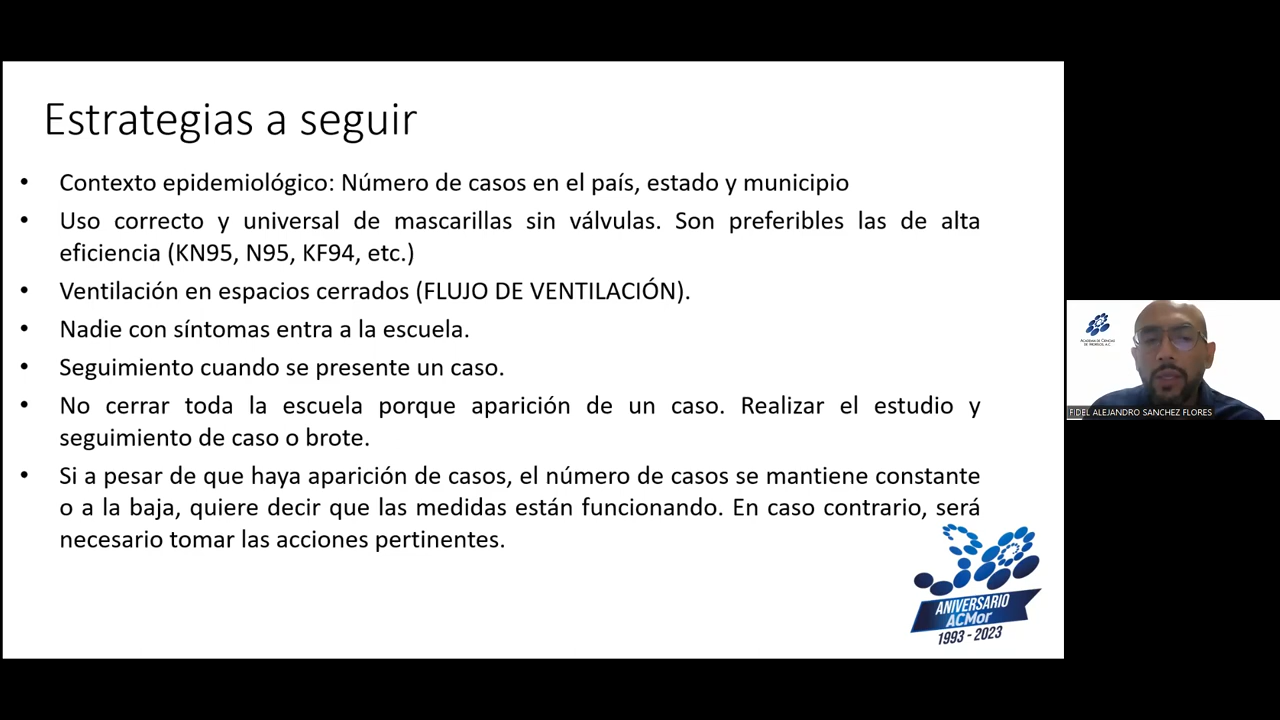 Estrategias a seguir
• Contexto epidemiológico: Número de casos en el país, estado y municipio
• Uso correcto y universal de mascarillas sin válvulas. Son preferibles las de alta
eficiencia (KN95, N95, KF94, etc.)
• Ventilación en espacios cerrados (FLUJO DE VENTILACIÓN).
• Nadie con síntomas entra a la escuela.
• Seguimiento cuando se presente un caso.
• No cerrar toda la escuela porque aparición de un caso. Realizar el estudio y
seguimiento de caso o brote.
• Si a pesar de que haya aparición de casos, el número de casos se mantiene constante
o a la baja, quiere decir que las medidas están funcionando. En caso contrario, será
necesario tomar las acciones pertinentes.
ANIVERSARIO
ACMor
1993 - 2023
ACADEMIA DE CIENCIAS
DE MORELOS, A.C.
FIDEL ALEJANDRO SANCHEZ FLORES